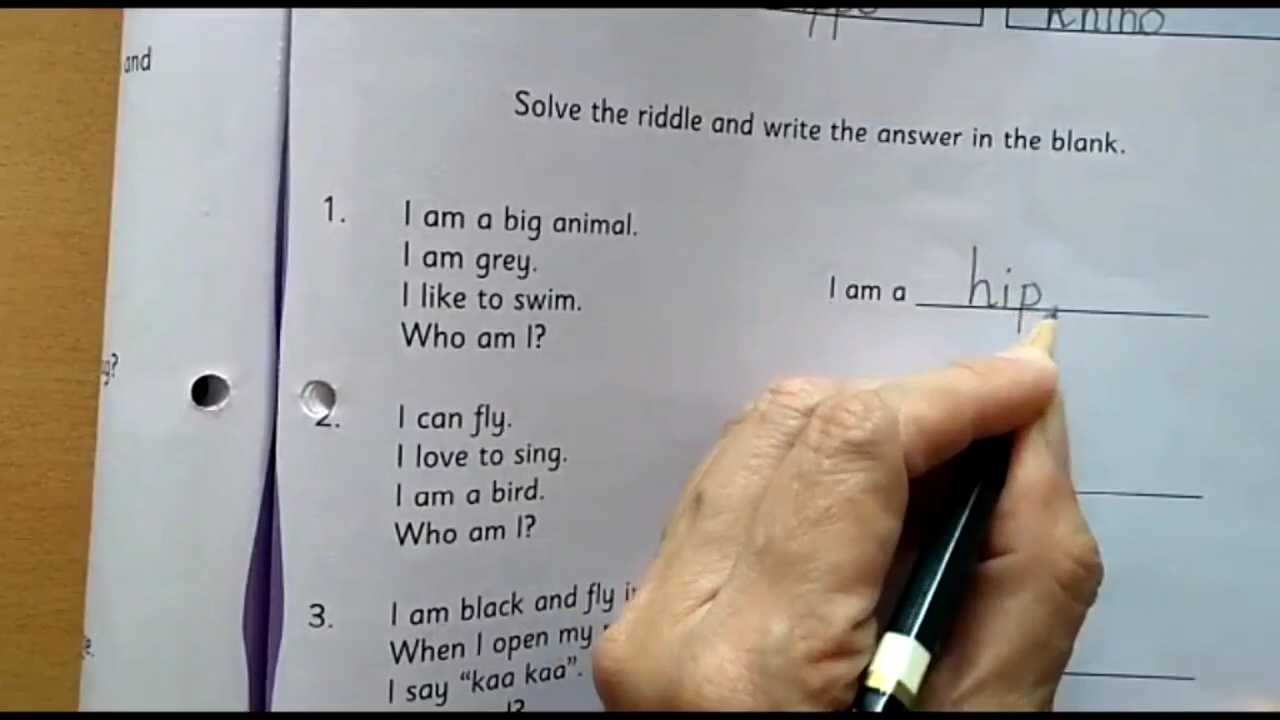 and
Rhino
Solve the riddle and write the answer in the blank.
1. I am a big animal.
I am grey.
I like to swim.
Who am I?
I am a hip
2. I can fly.
I love to sing.
I am a bird.
Who am I?
3. I am black and fly
When I open my
I say "kaa kaa".
I?